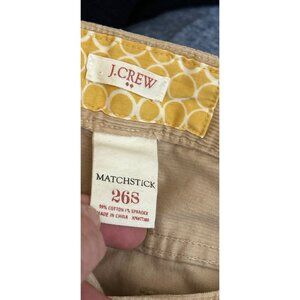 J.CREW
MATCHSTICK
26S
99% COTTON 1% SPANDEX
MADE IN CHINA